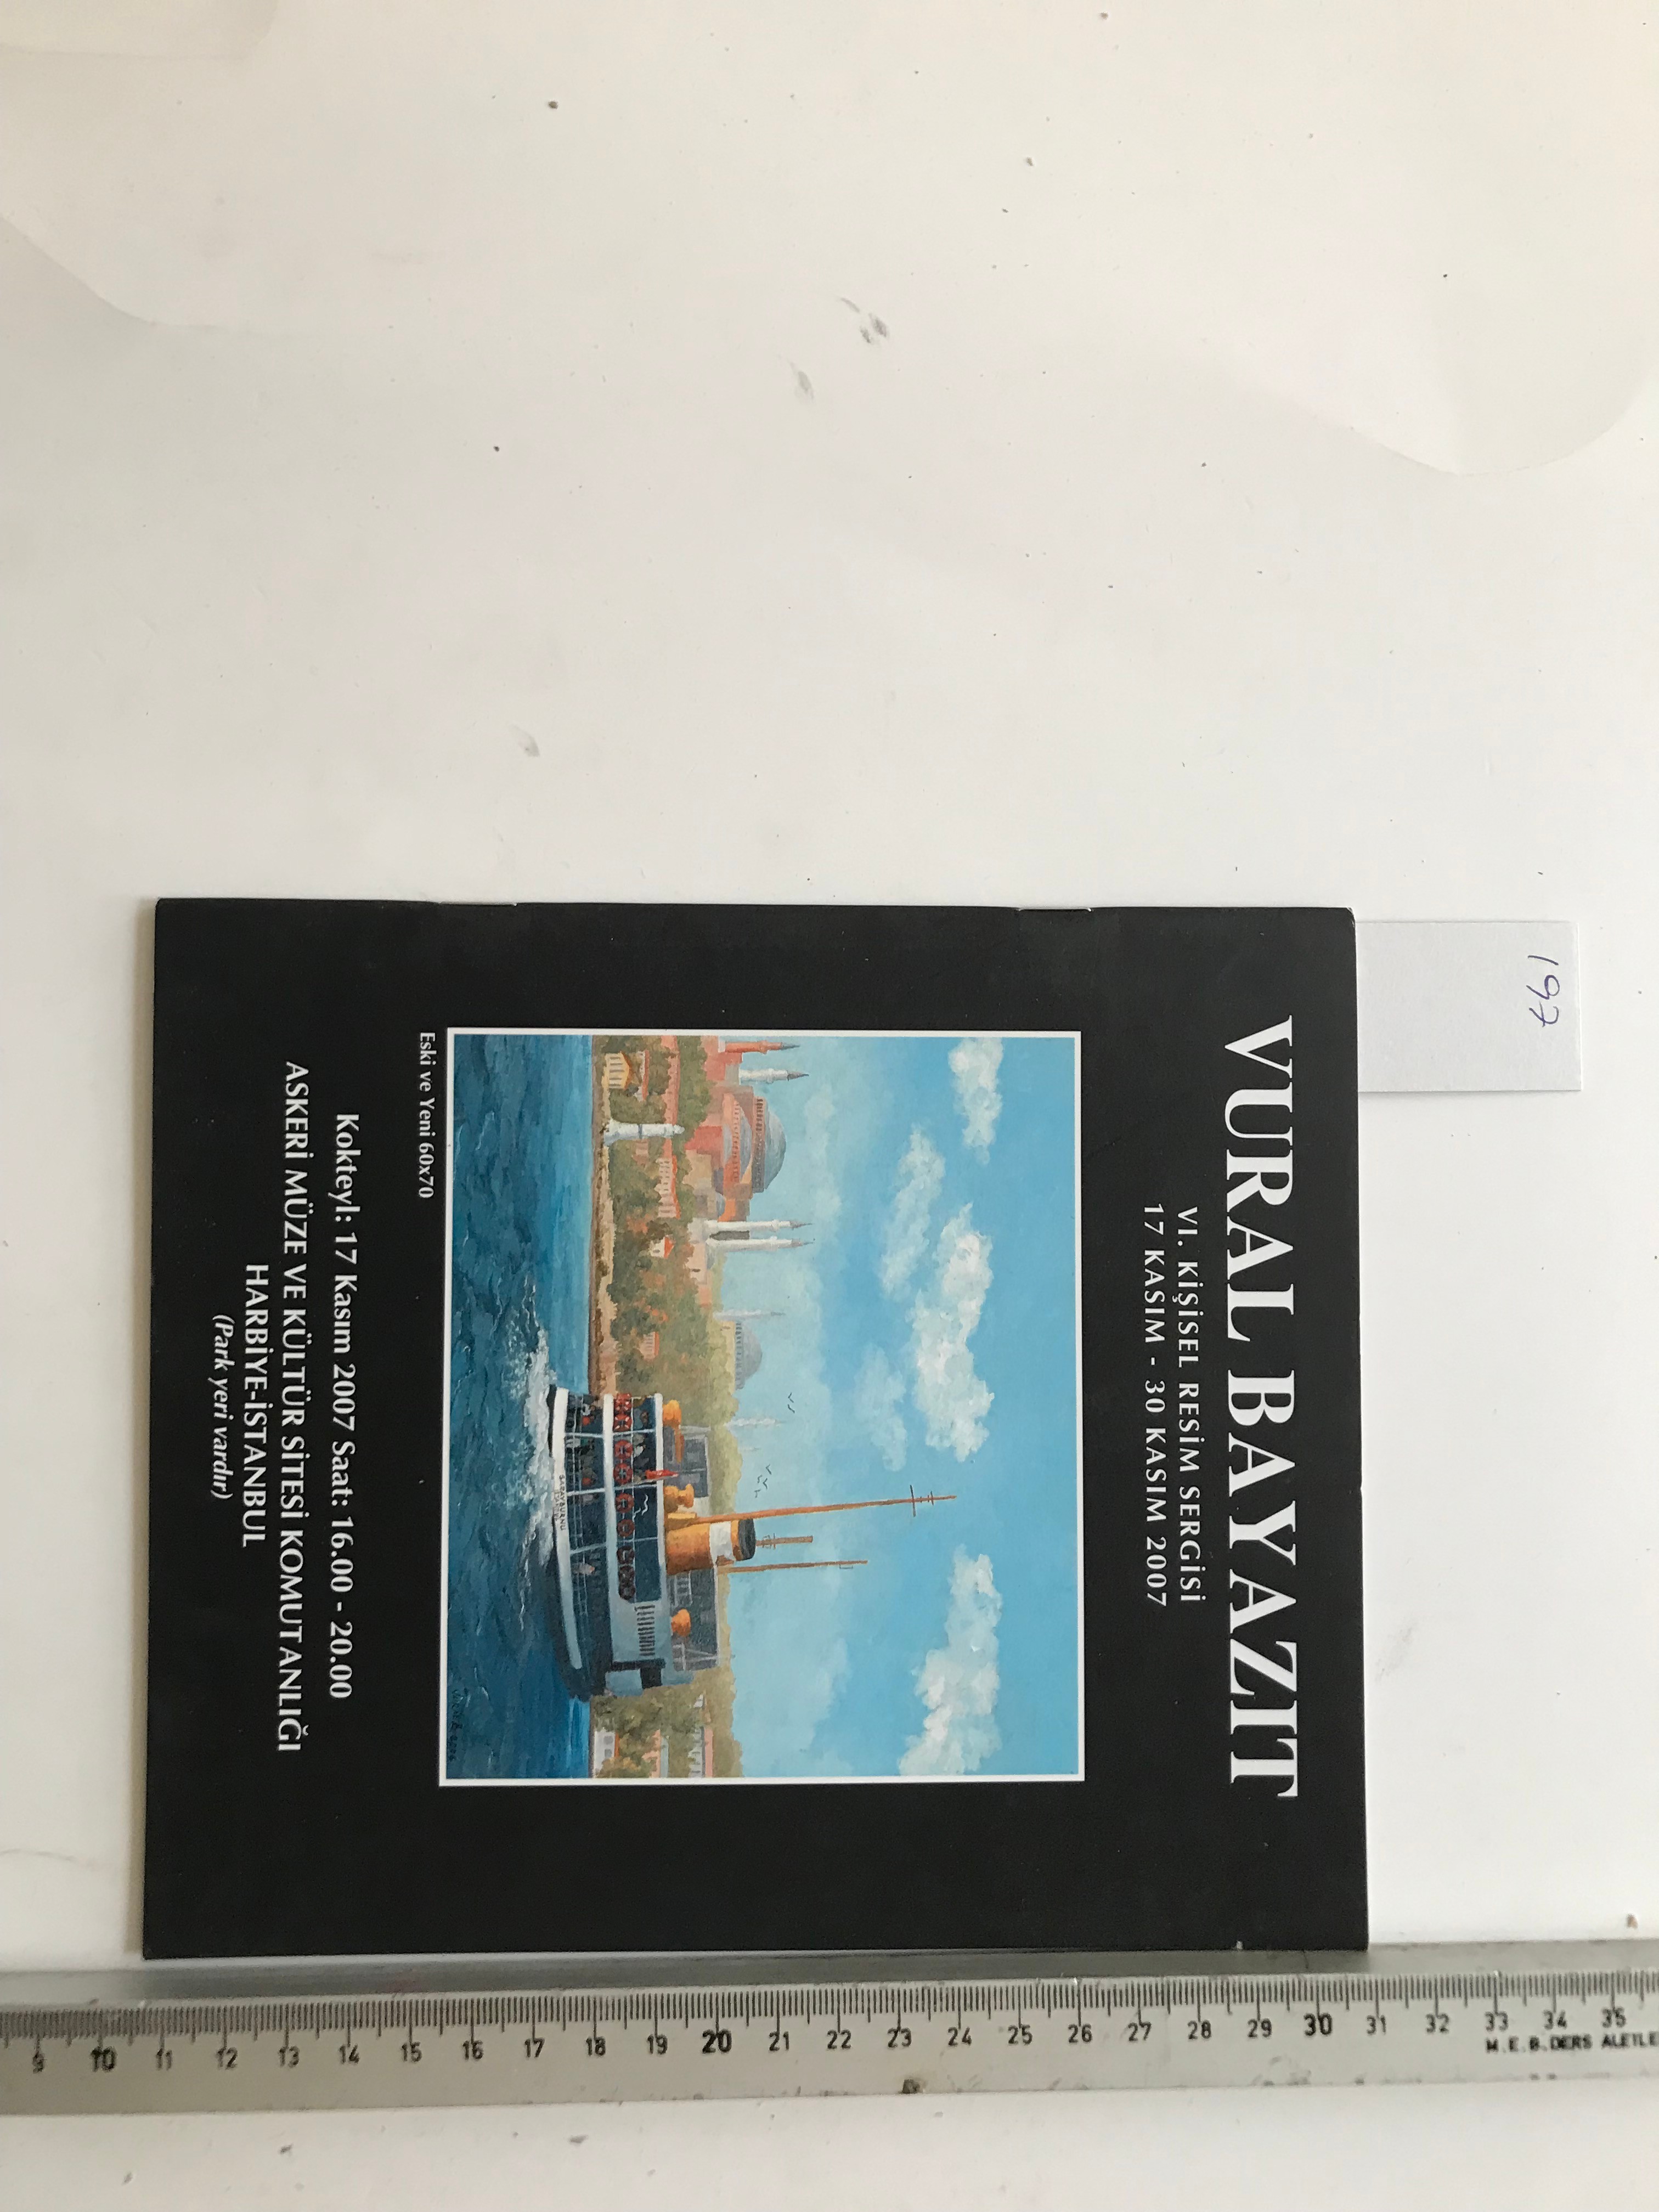 197
VURAL BAYAZIT
VI. KİŞİSEL RESİM SERGİSİ
17 KASIM - 30 KASIM 2007
SARAYBURNU
Eski ve Yeni 60x70
Kokteyl: 17 Kasım 2007 Saat: 16.00 - 20.00
ASKERİ MÜZE VE KÜLTÜR SİTESİ KOMUTANLIĞI
HARBİYE-İSTANBUL
(Park yeri vardır)
9 10 11 12 13 14 15 16 17 18 19 20 21 22 23 24 25 26 27 28 29 30 31 32 33 34 35
M.E.B. DERS ALETLE